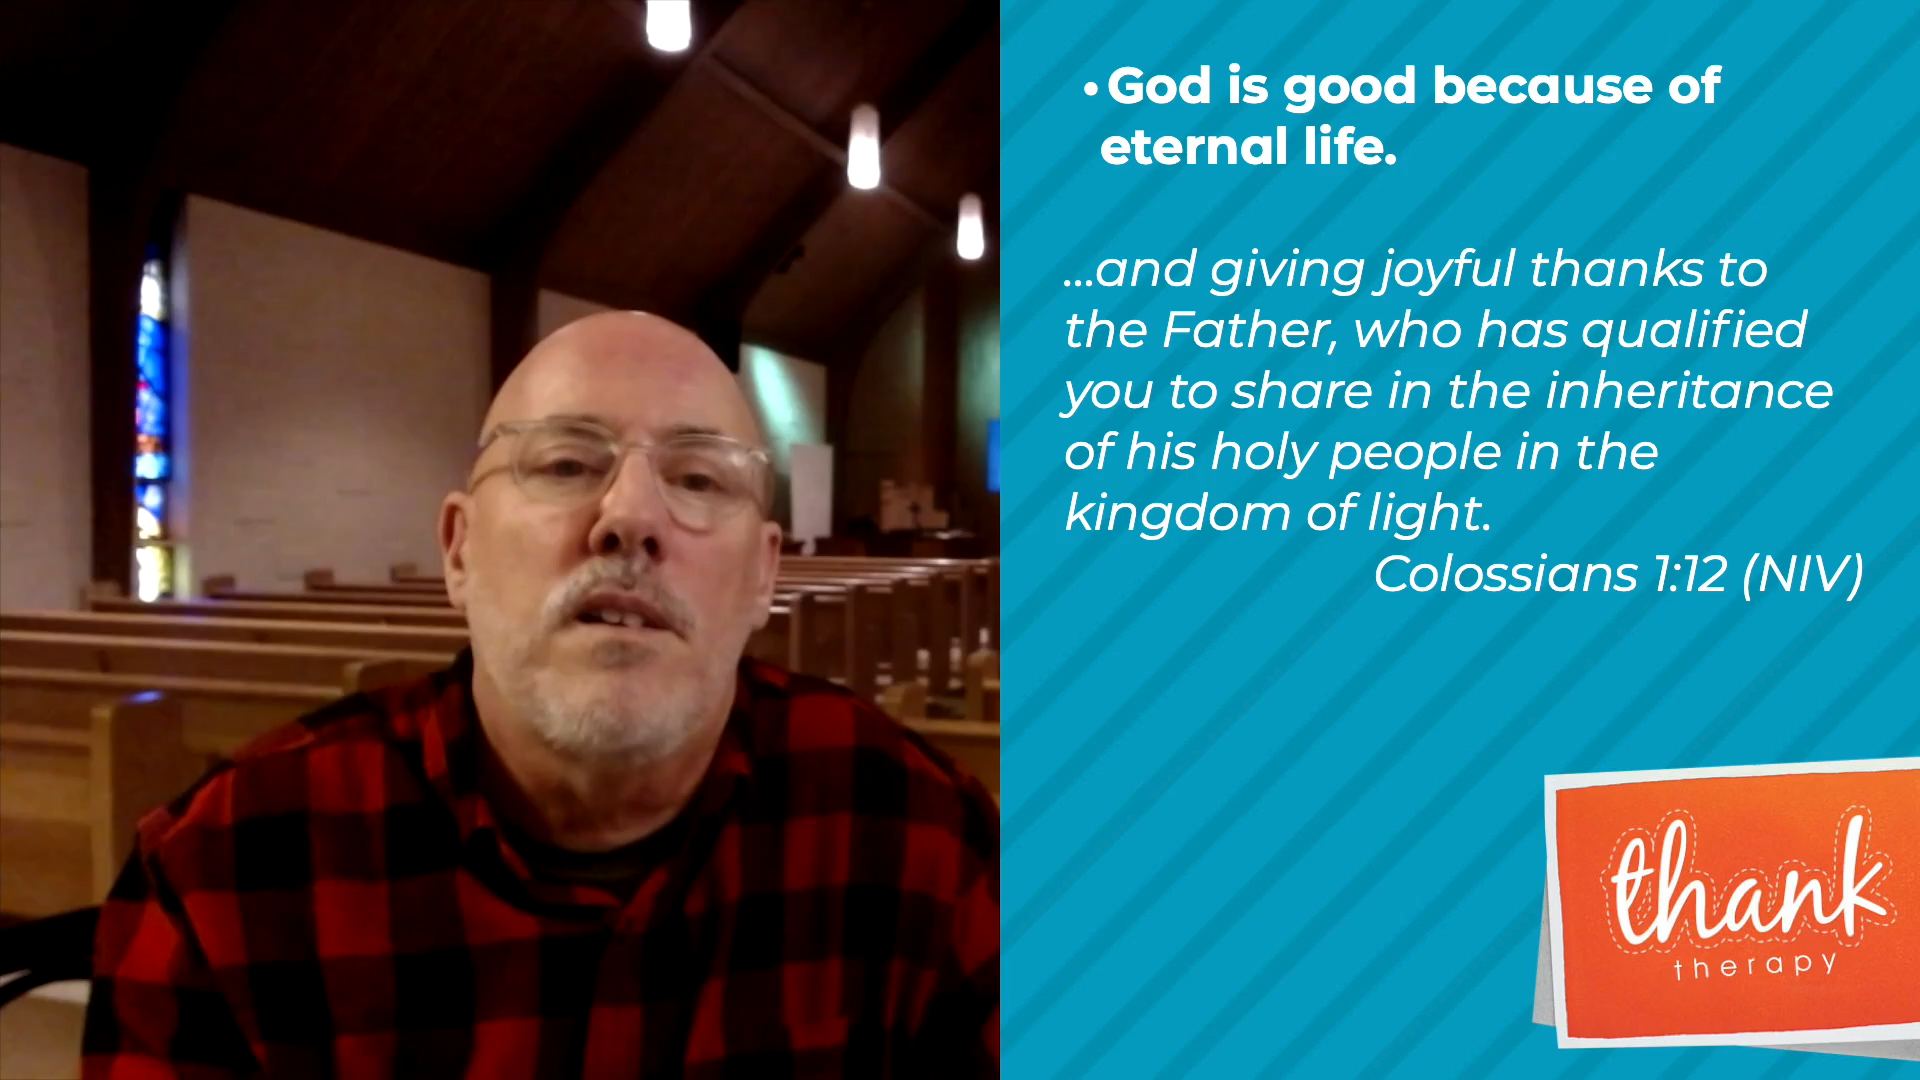 • God is good because of
eternal life.
...and giving joyful thanks to
the Father, who has qualified
you to share in the inheritance
of his holy people in the
kingdom of light.
Colossians 1:12 (NIV)
thank
therapy